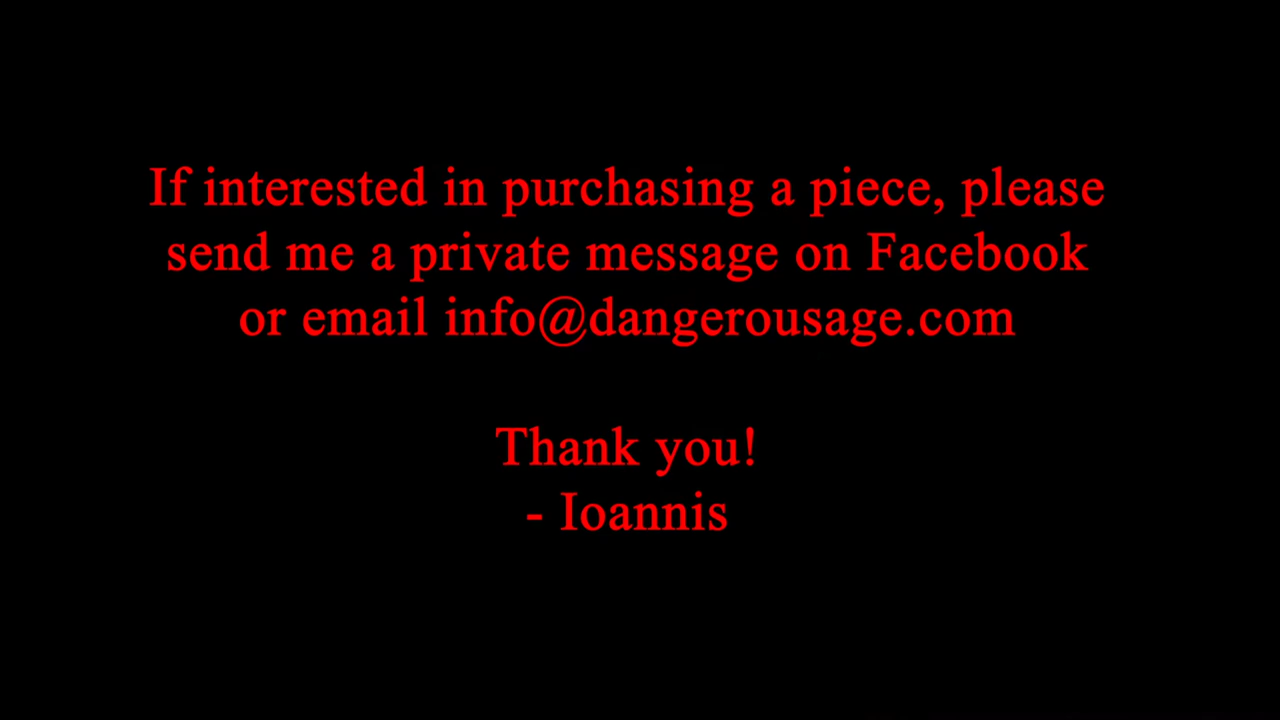 If interested in purchasing a piece, please
send me a private message on Facebook
or email info@dangerousage.com
Thank you!
- Ioannis